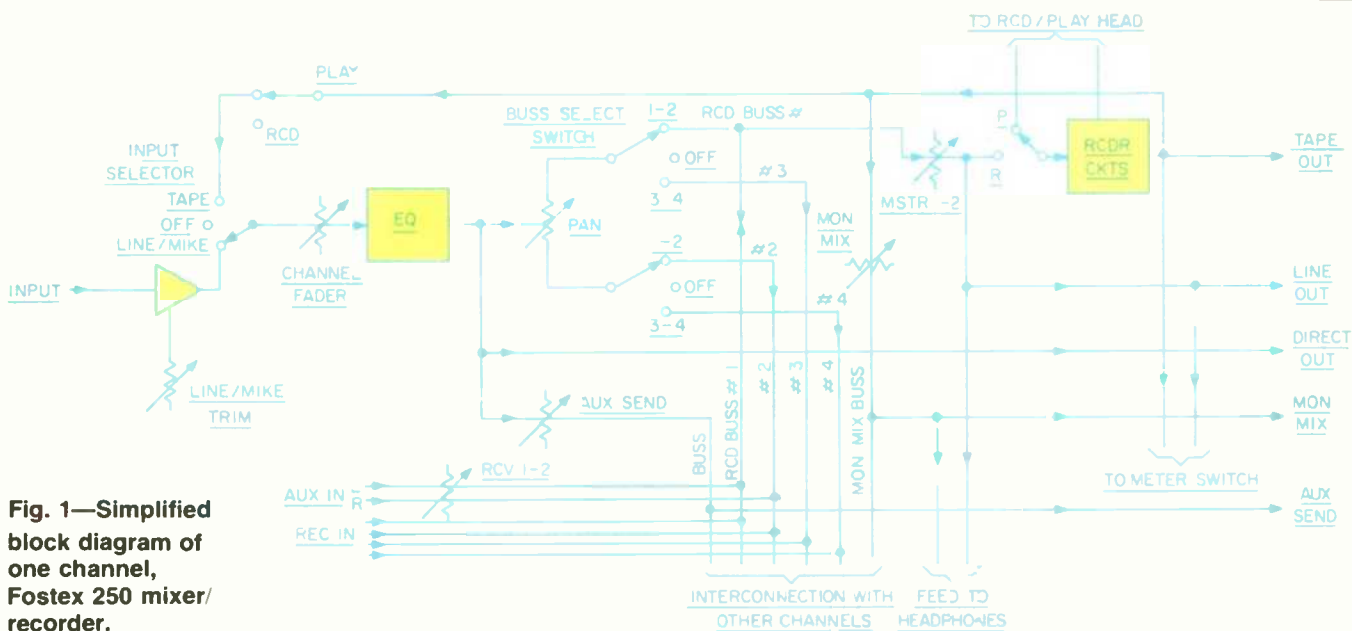 TO RCD/PLAY HEAD
PLAY
RCD
INPUT
SELECTOR
TAPE
OFF
LINE/MIKE
INPUT
LINE/MIKE
TRIM
CHANNEL
FADER
EQ
BUSS SELECT
SWITCH
1-2
RCD BUSS #
OFF
3 4
#3
PAN
-2
#2
OFF
3-4
#4
MON
MIX
MSTR -2
P
R
RCDR
CKTS
TAPE
OUT
LINE
OUT
DIRECT
OUT
MON
MIX
AUX
SEND
AUX SEND
BUSS
RCD BUSS # 1
# 2
# 3
# 4
MON MIX BUSS
RCV 1-2
AUX IN R
REC IN
TO METER SWITCH
INTERCONNECTION WITH
OTHER CHANNELS
FEED TO
HEADPHONES
Fig. 1—Simplified
block diagram of
one channel,
Fostex 250 mixer/
recorder.